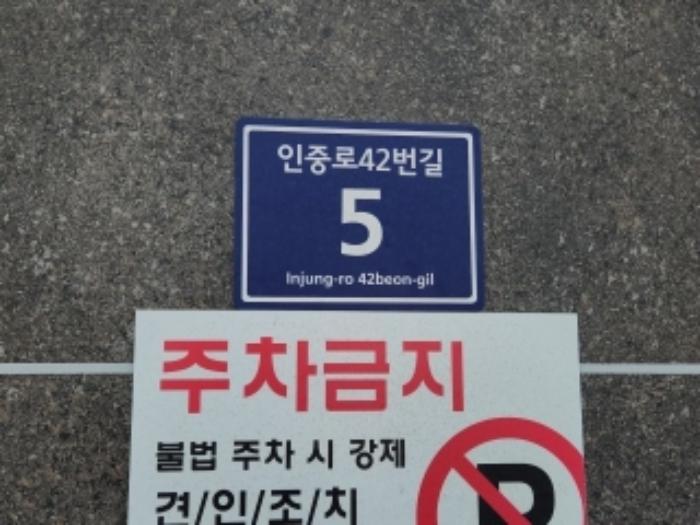 인중로42번길
5
Injung-ro 42beon-gil
주차금지
불법 주차 시 강제
견/인/조/치
P